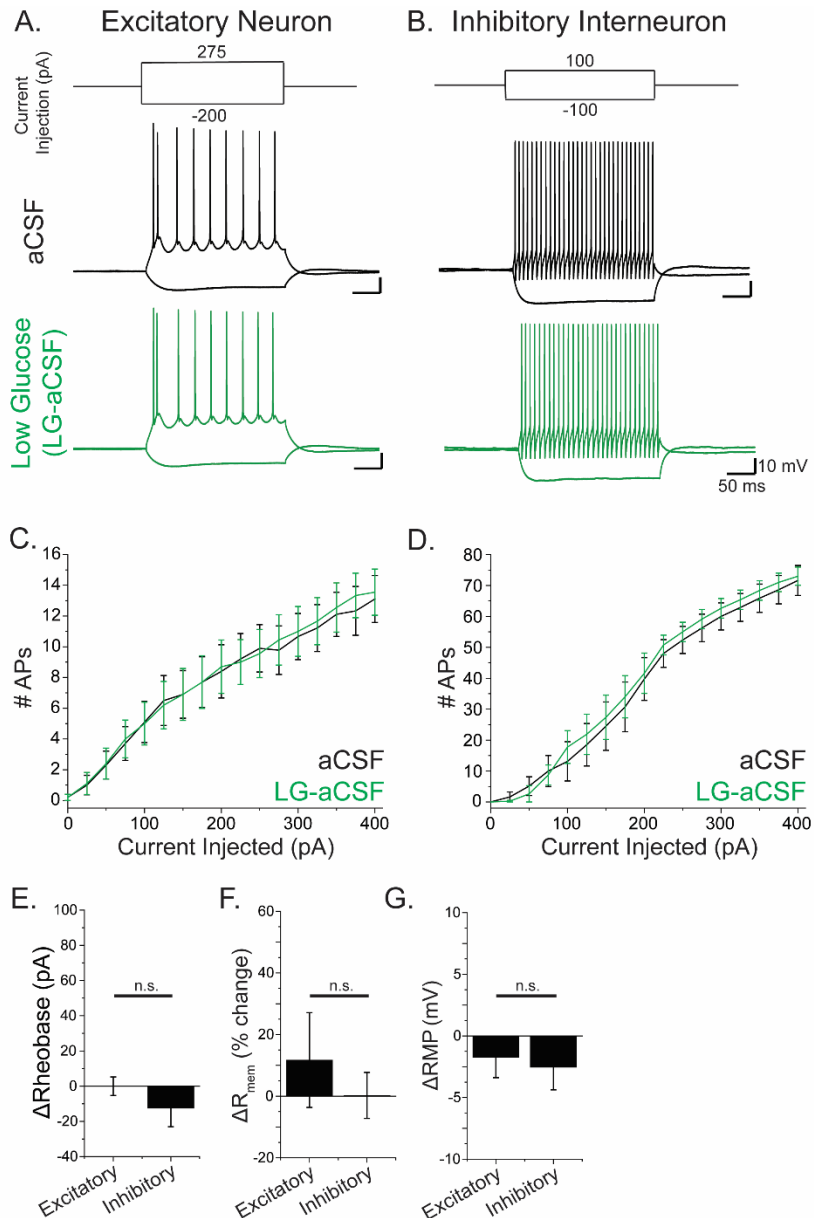 A. Excitatory Neuron
B. Inhibitory Interneuron
Current
Injection (pA)
275
-200
100
-100
aCSF
Low Glucose
(LG-aCSF)
10 mV
50 ms
C.
# APs
16
14
12
10
8
6
4
2
0
0 100 200 300 400
Current Injected (pA)
aCSF
LG-aCSF
D.
# APs
80
70
60
50
40
30
20
10
0
0 100 200 300 400
Current Injected (pA)
aCSF
LG-aCSF
E.
ΔRheobase (pA)
100
80
60
40
20
0
-20
-40
n.s.
Excitatory
Inhibitory
F.
ΔRmem (% change)
60
40
20
0
-20
n.s.
Excitatory
Inhibitory
G.
ΔRMP (mV)
10
5
0
-5
-10
n.s.
Excitatory
Inhibitory